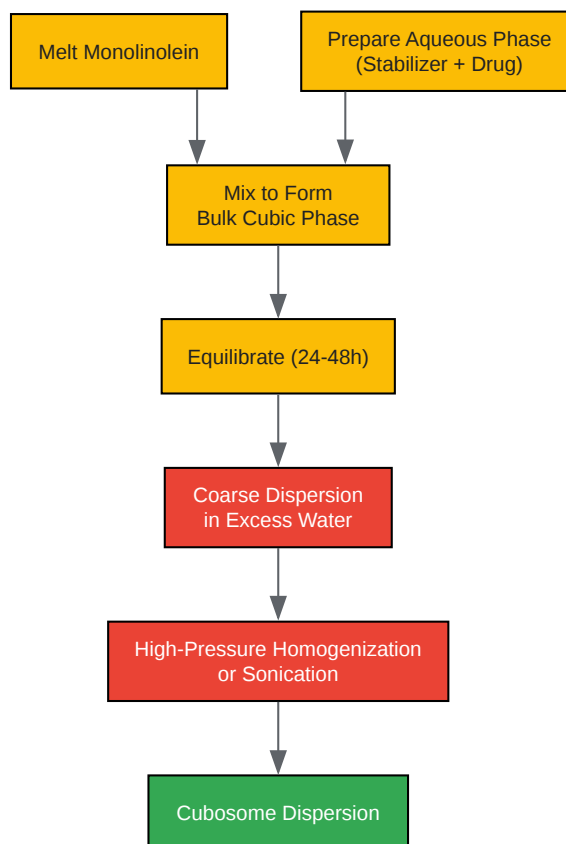 Melt Monolinolein
Prepare Aqueous Phase
(Stabilizer + Drug)
Mix to Form
Bulk Cubic Phase
Equilibrate (24-48h)
Coarse Dispersion
in Excess Water
High-Pressure Homogenization
or Sonication
Cubosome Dispersion